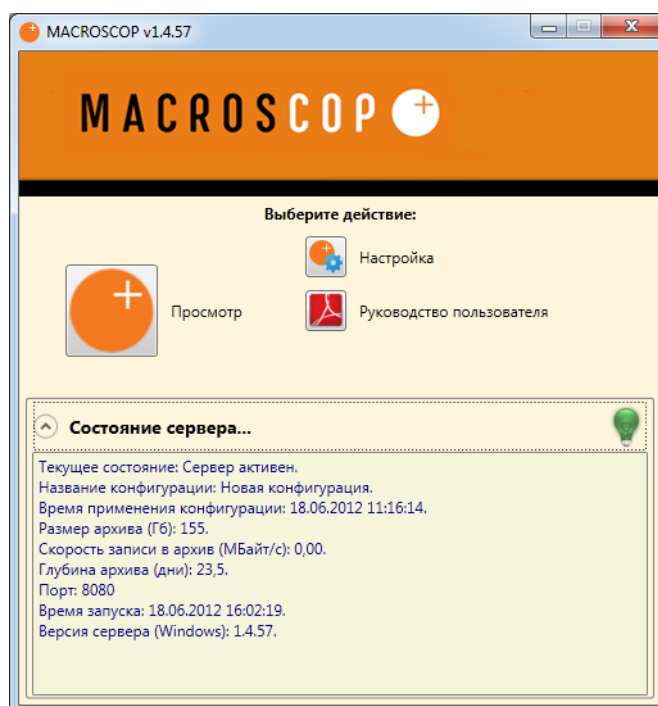 MACROSCOP v1.4.57
MACROSCOP
Выберите действие:
Настройка
Просмотр
Руководство пользователя
Состояние сервера...
Текущее состояние: Сервер активен.
Название конфигурации: Новая конфигурация.
Время применения конфигурации: 18.06.2012 11:16:14.
Размер архива (Гб): 155.
Скорость записи в архив (МБайт/с): 0,00.
Глубина архива (дни): 23,5.
Порт: 8080
Время запуска: 18.06.2012 16:02:19.
Версия сервера (Windows): 1.4.57.